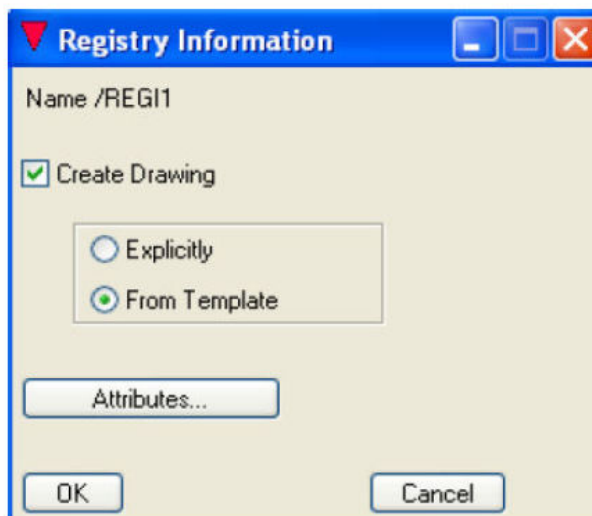 Registry Information
Name /REGI1
Create Drawing
Explicitly
From Template
Attributes...
OK Cancel